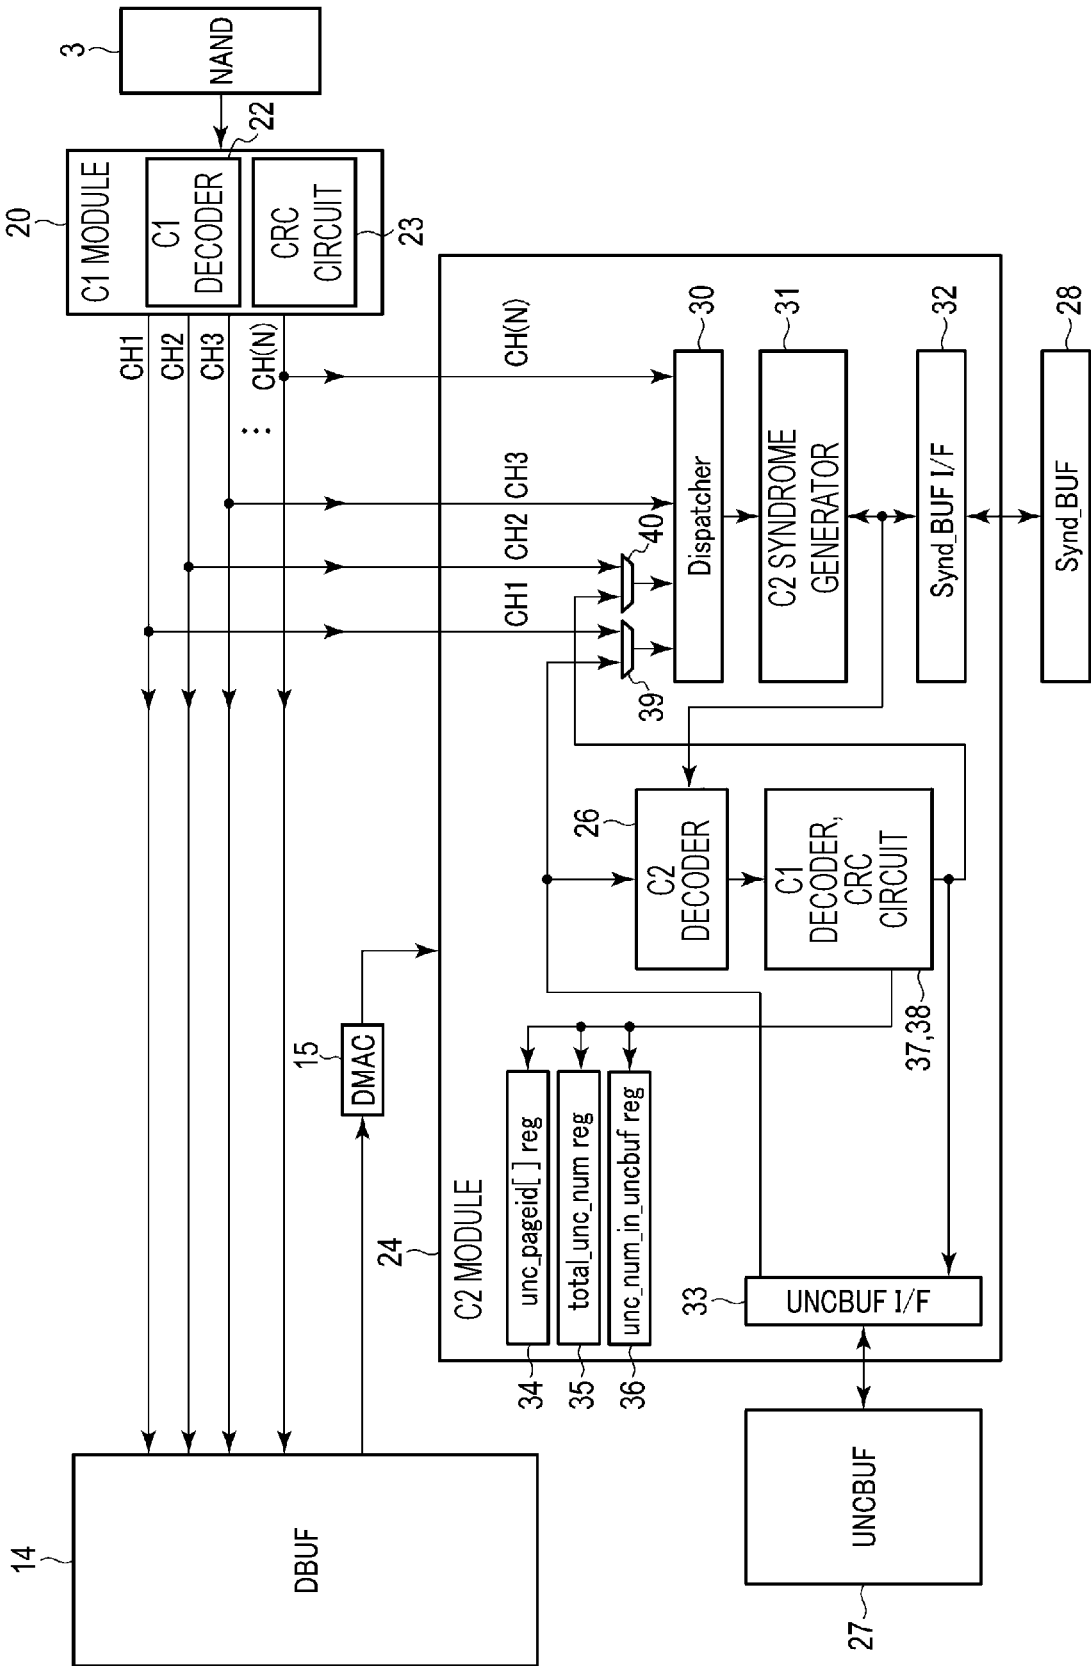 3
NAND
20
C1 MODULE
22
C1
DECODER
CRC
CIRCUIT
23
CH1
CH2
CH3
CH(N)
...
CH1
CH2
CH3
CH(N)
40
39
Dispatcher
30
C2 SYNDROME
GENERATOR
31
Synd_BUF I/F
32
Synd_BUF
28
26
C2
DECODER
C1
DECODER,
CRC
CIRCUIT
37,38
15
DMAC
24
C2 MODULE
unc_pageid[ ] reg
34
total_unc_num reg
35
unc_num_in_uncbuf reg
36
33
UNCBUF I/F
14
DBUF
UNCBUF
27